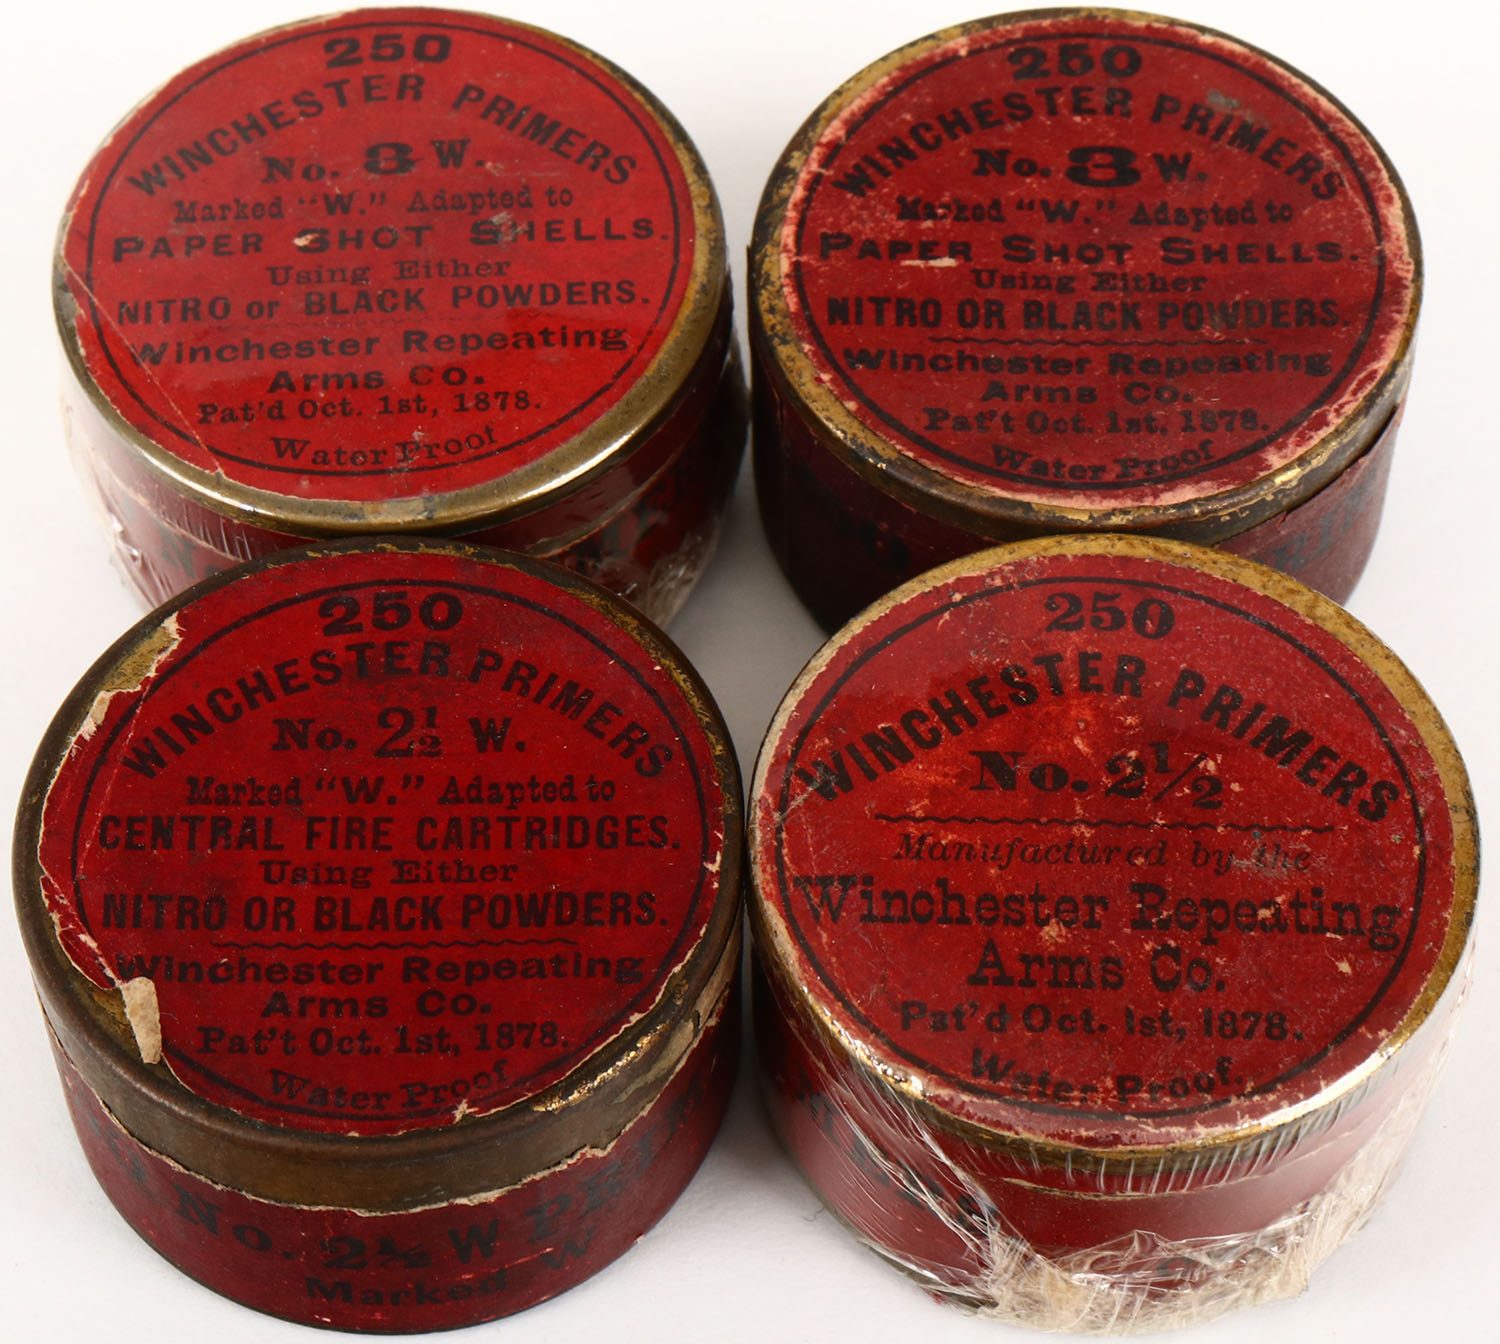 250
WINCHESTER PRIMERS
No. 3 W.
Marked "W." Adapted to
PAPER SHOT SHELLS.
Using Either
NITRO or BLACK POWDERS.
Winchester Repeating
Arms Co.
Pat'd Oct. 1st, 1878.
Water Proof
250
WINCHESTER PRIMERS
No. 3 W.
Marked "W." Adapted to
PAPER SHOT SHELLS.
Using Either
NITRO OR BLACK POWDERS.
Winchester Repeating
Arms Co.
Pat't Oct. 1st, 1878.
Water Proof
250
WINCHESTER PRIMERS
No. 2 1/2 W.
Marked "W." Adapted to
CENTRAL FIRE CARTRIDGES.
Using Either
NITRO OR BLACK POWDERS.
Winchester Repeating
Arms Co.
Pat't Oct. 1st, 1878.
Water Proof
No. 2½ W
Marked
250
WINCHESTER PRIMERS
No. 2 1/2
Manufactured by the
Winchester Repeating
Arms Co.
Pat'd Oct. 1st, 1878.
Water Proof.